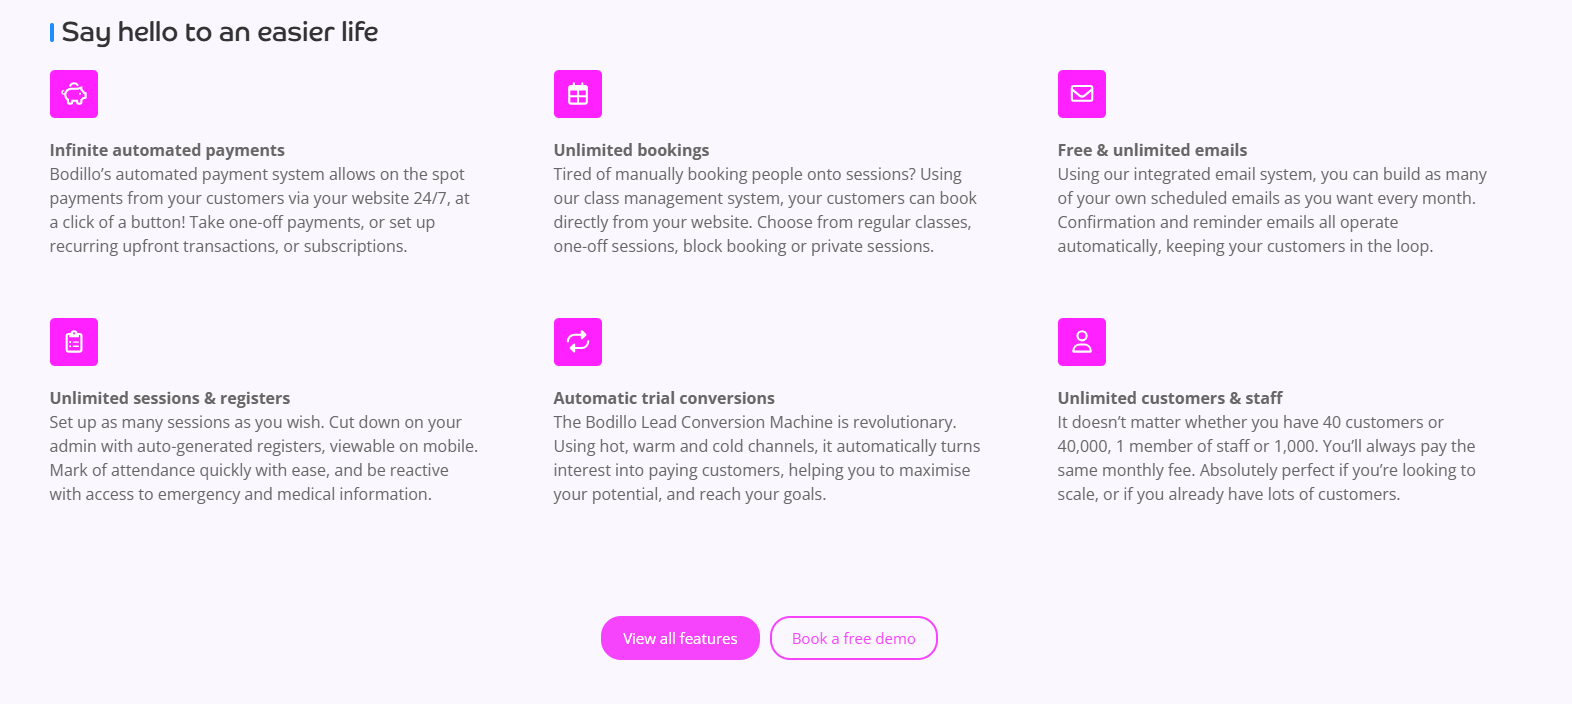 Say hello to an easier life
Infinite automated payments
Bodillo’s automated payment system allows on the spot
payments from your customers via your website 24/7, at
a click of a button! Take one-off payments, or set up
recurring upfront transactions, or subscriptions.
Unlimited bookings
Tired of manually booking people onto sessions? Using
our class management system, your customers can book
directly from your website. Choose from regular classes,
one-off sessions, block booking or private sessions.
Free & unlimited emails
Using our integrated email system, you can build as many
of your own scheduled emails as you want every month.
Confirmation and reminder emails all operate
automatically, keeping your customers in the loop.
Unlimited sessions & registers
Set up as many sessions as you wish. Cut down on your
admin with auto-generated registers, viewable on mobile.
Mark of attendance quickly with ease, and be reactive
with access to emergency and medical information.
Automatic trial conversions
The Bodillo Lead Conversion Machine is revolutionary.
Using hot, warm and cold channels, it automatically turns
interest into paying customers, helping you to maximise
your potential, and reach your goals.
Unlimited customers & staff
It doesn’t matter whether you have 40 customers or
40,000, 1 member of staff or 1,000. You’ll always pay the
same monthly fee. Absolutely perfect if you’re looking to
scale, or if you already have lots of customers.
View all features
Book a free demo